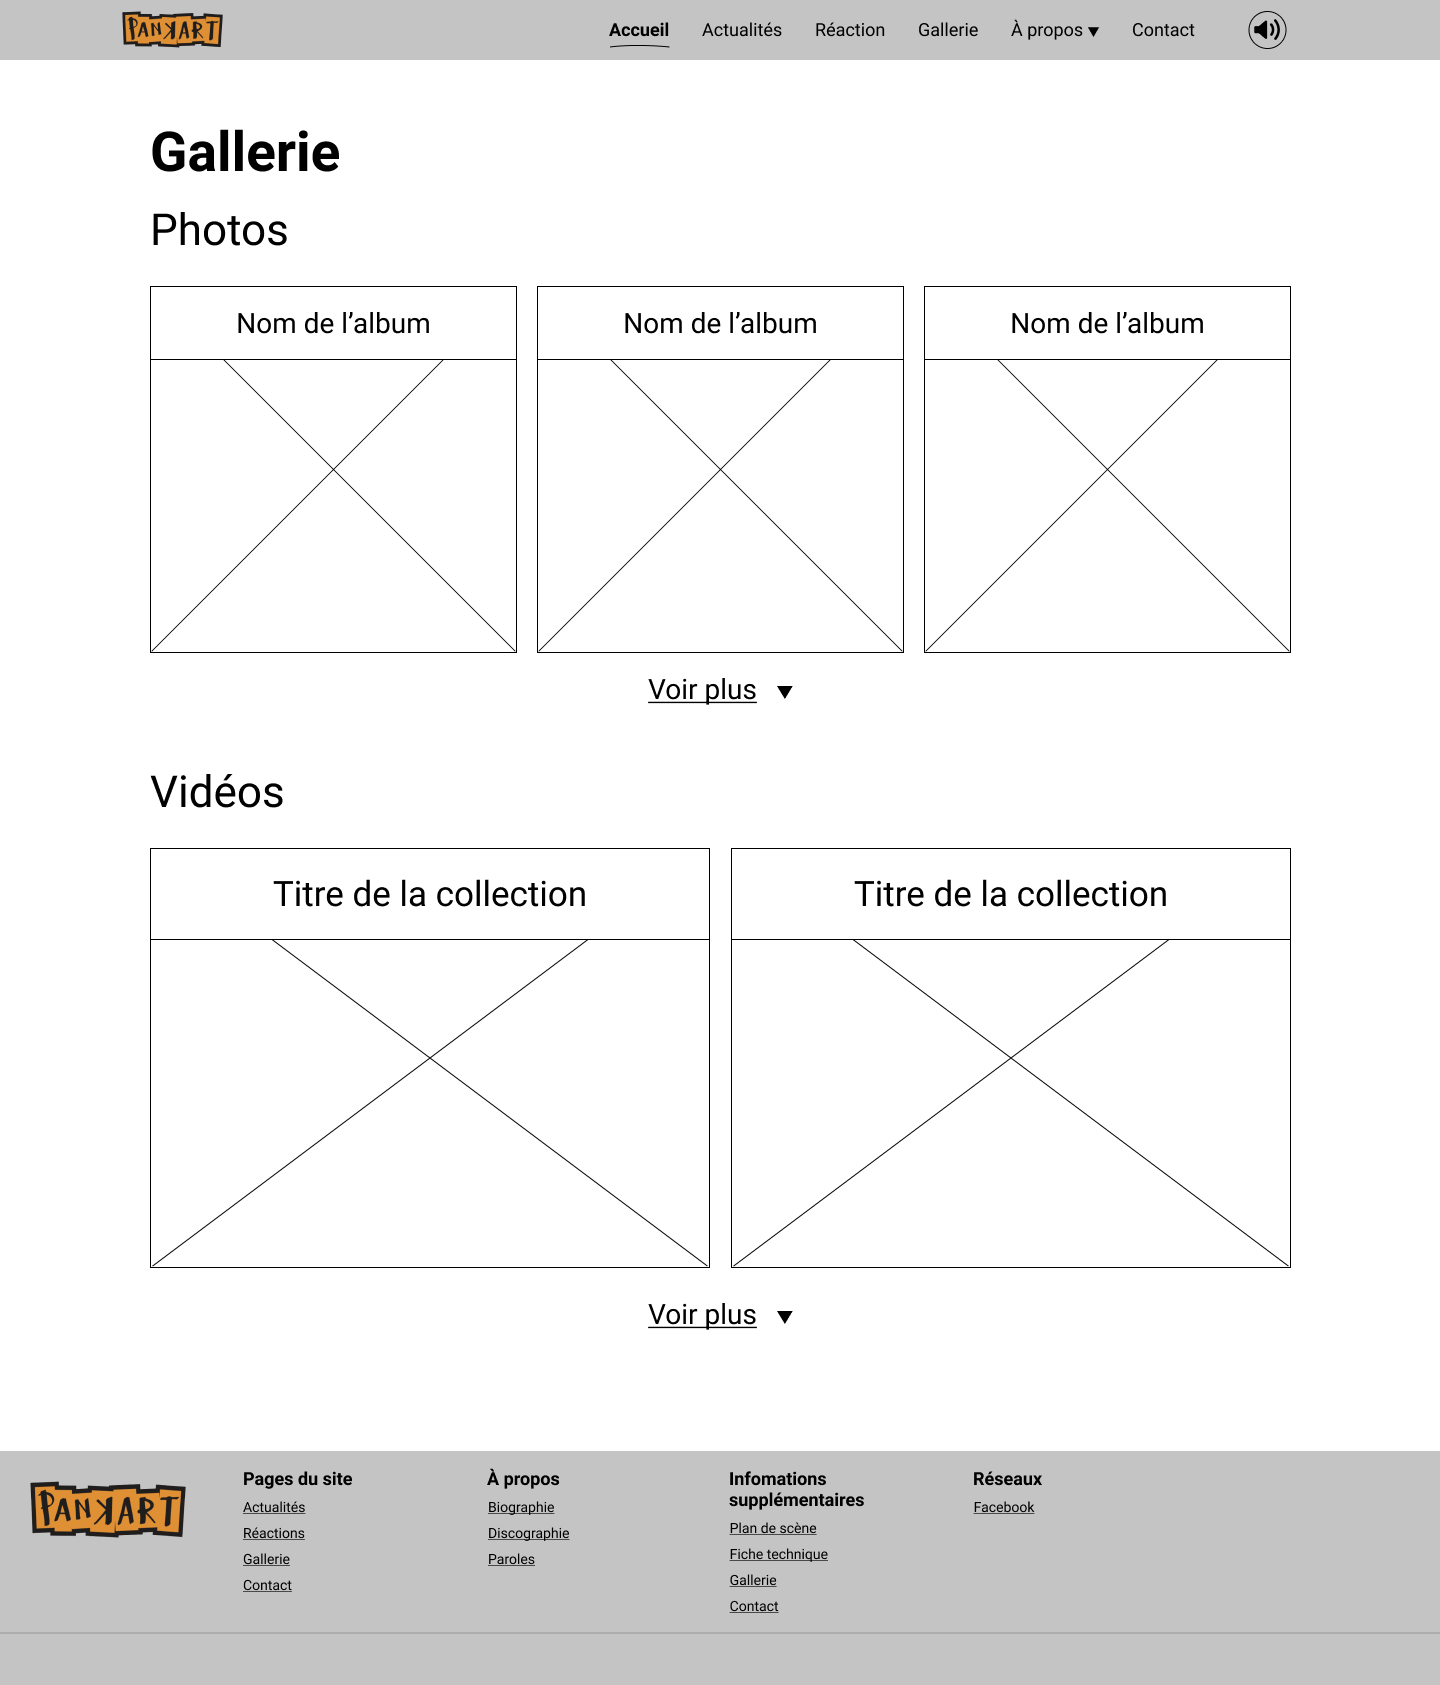 PANKART
Accueil Actualités Réaction Gallerie À propos ▼ Contact
Gallerie
Photos
Nom de l’album Nom de l’album Nom de l’album
Voir plus ▼
Vidéos
Titre de la collection Titre de la collection
Voir plus ▼
PANKART
Pages du site
Actualités
Réactions
Gallerie
Contact
À propos
Biographie
Discographie
Paroles
Infomations
supplémentaires
Plan de scène
Fiche technique
Gallerie
Contact
Réseaux
Facebook